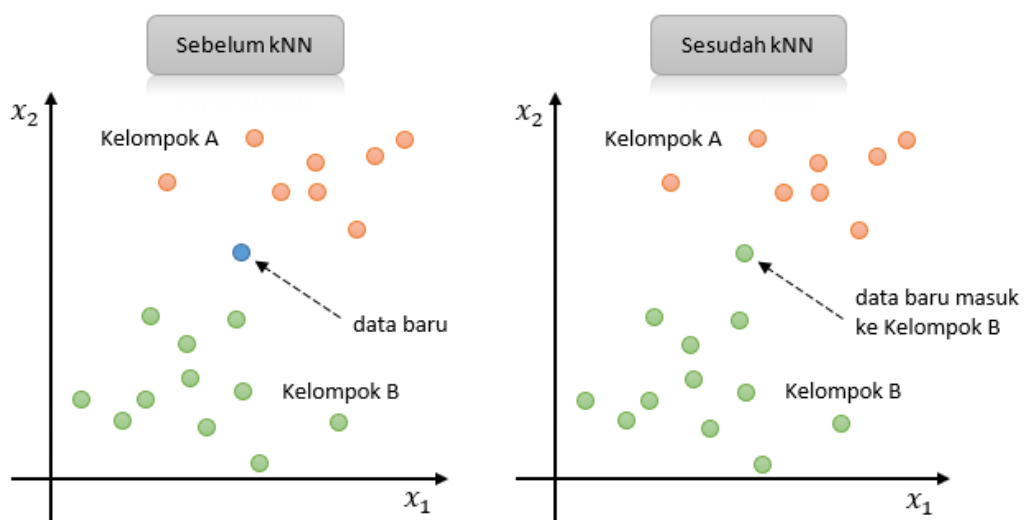 Sebelum kNN
x₂
Kelompok A
data baru
Kelompok B
x₁
Sesudah kNN
x₂
Kelompok A
data baru masuk
ke Kelompok B
Kelompok B
x₁